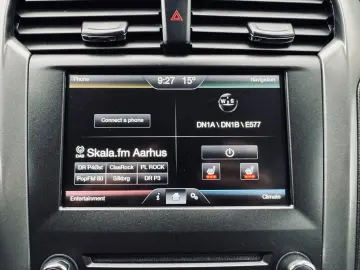 Phone
9:27 15°
Navigation
Connect a phone
W S
DN1A \ DN1B \ E577
DAB Skala.fm Aarhus
DR P4Øst ClasRock PL ROCK
PopFM 80 Silkbrg DR P3
Entertainment
i
Climate